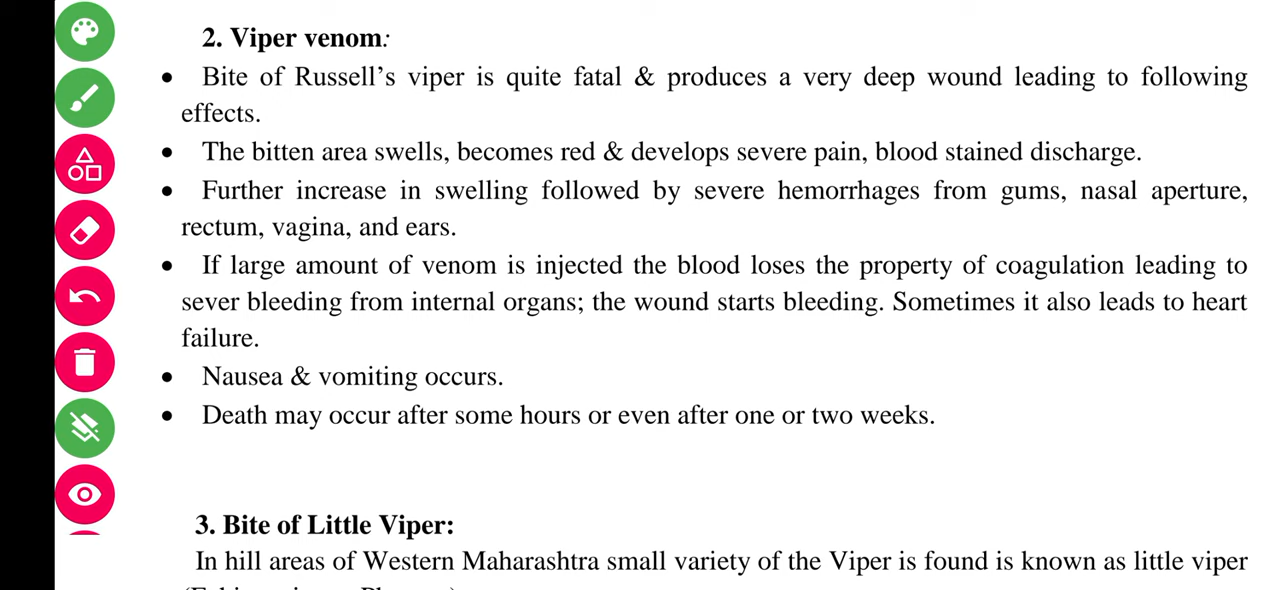 2. Viper venom:
• Bite of Russell’s viper is quite fatal & produces a very deep wound leading to following
effects.
• The bitten area swells, becomes red & develops severe pain, blood stained discharge.
• Further increase in swelling followed by severe hemorrhages from gums, nasal aperture,
rectum, vagina, and ears.
• If large amount of venom is injected the blood loses the property of coagulation leading to
sever bleeding from internal organs; the wound starts bleeding. Sometimes it also leads to heart
failure.
• Nausea & vomiting occurs.
• Death may occur after some hours or even after one or two weeks.
3. Bite of Little Viper:
In hill areas of Western Maharashtra small variety of the Viper is found is known as little viper